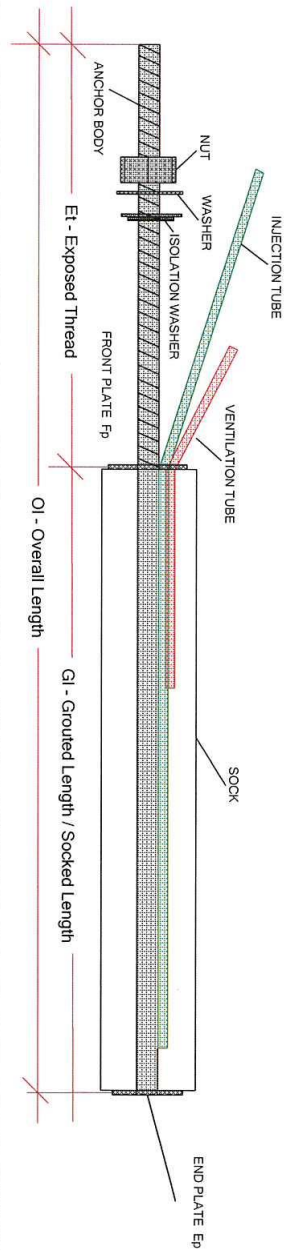 INJECTION TUBE
VENTILATION TUBE
SOCK
END PLATE Ep
NUT
WASHER
ISOLATION WASHER
FRONT PLATE Fp
ANCHOR BODY
Et - Exposed Thread
Gl - Grouted Length / Socked Length
Ol - Overall Length